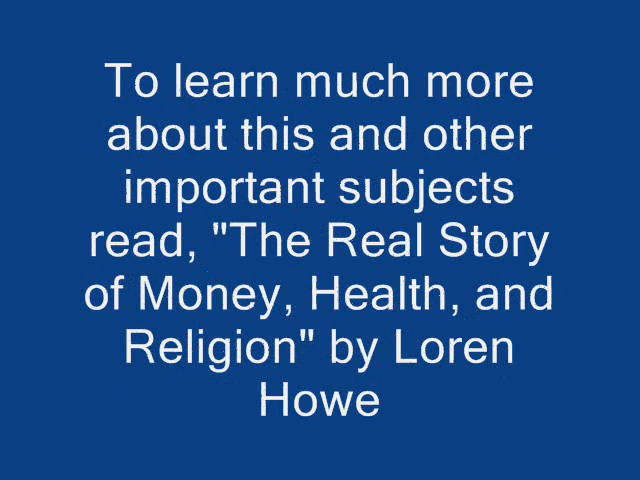 To learn much more
about this and other
important subjects
read, "The Real Story
of Money, Health, and
Religion" by Loren
Howe